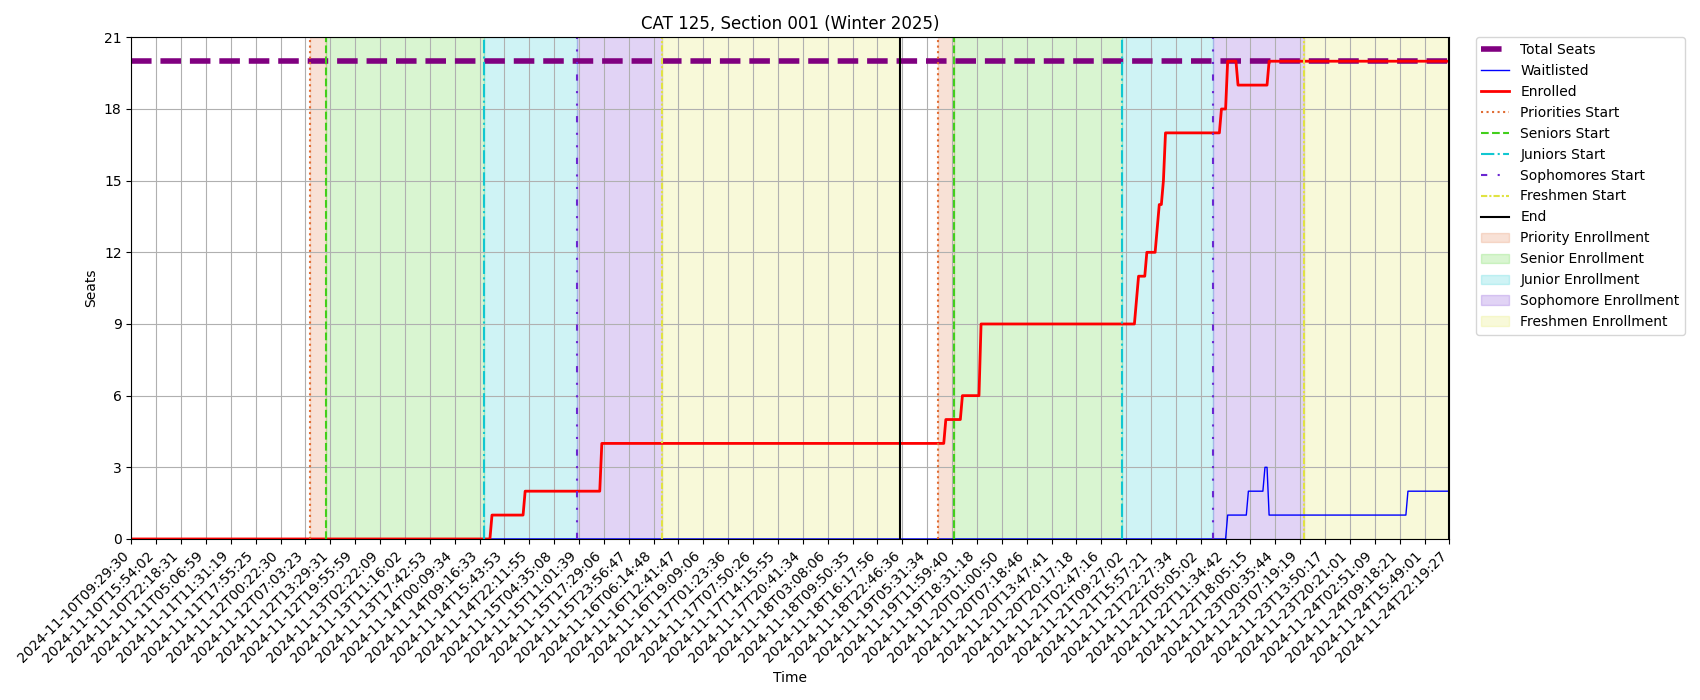 CAT 125, Section 001 (Winter 2025)
21
18
15
12
9
6
3
0
Seats
2024-11-10T09:29:30
2024-11-10T15:54:02
2024-11-10T22:18:31
2024-11-11T05:06:59
2024-11-11T11:31:19
2024-11-11T17:55:25
2024-11-12T00:22:30
2024-11-12T07:03:23
2024-11-12T13:29:31
2024-11-12T19:55:59
2024-11-13T02:22:09
2024-11-13T11:16:02
2024-11-13T17:42:53
2024-11-14T00:09:34
2024-11-14T09:16:33
2024-11-14T15:43:53
2024-11-14T22:11:55
2024-11-15T04:35:08
2024-11-15T11:01:39
2024-11-15T17:29:06
2024-11-15T23:56:47
2024-11-16T06:14:48
2024-11-16T12:41:47
2024-11-16T19:09:06
2024-11-17T01:23:36
2024-11-17T07:50:26
2024-11-17T14:15:55
2024-11-17T20:41:34
2024-11-18T03:08:06
2024-11-18T09:50:35
2024-11-18T16:17:56
2024-11-18T22:46:36
2024-11-19T05:31:34
2024-11-19T11:59:40
2024-11-19T18:31:18
2024-11-20T01:00:50
2024-11-20T07:18:46
2024-11-20T13:47:41
2024-11-20T20:17:18
2024-11-21T02:47:16
2024-11-21T09:27:02
2024-11-21T15:57:21
2024-11-21T22:27:34
2024-11-22T05:05:02
2024-11-22T11:34:42
2024-11-22T18:05:15
2024-11-23T00:35:44
2024-11-23T07:19:19
2024-11-23T13:50:17
2024-11-23T20:21:01
2024-11-24T02:51:09
2024-11-24T09:18:21
2024-11-24T15:49:01
2024-11-24T22:19:27
Time
Total Seats
Waitlisted
Enrolled
Priorities Start
Seniors Start
Juniors Start
Sophomores Start
Freshmen Start
End
Priority Enrollment
Senior Enrollment
Junior Enrollment
Sophomore Enrollment
Freshmen Enrollment